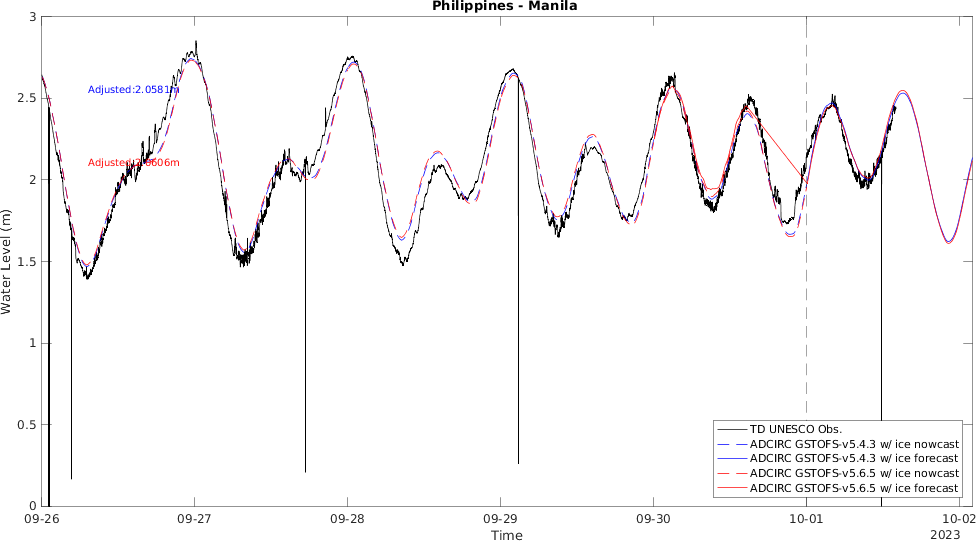 Philippines - Manila
3
2.5
2
1.5
1
0.5
0
Water Level (m)
Adjusted:2.0581m
09-26
09-27
09-28
09-29
09-30
10-01
10-02
Time
2023
TD UNESCO Obs.
ADCIRC GSTOFS-v5.4.3 w/ ice nowcast
ADCIRC GSTOFS-v5.4.3 w/ ice forecast
ADCIRC GSTOFS-v5.6.5 w/ ice nowcast
ADCIRC GSTOFS-v5.6.5 w/ ice forecast